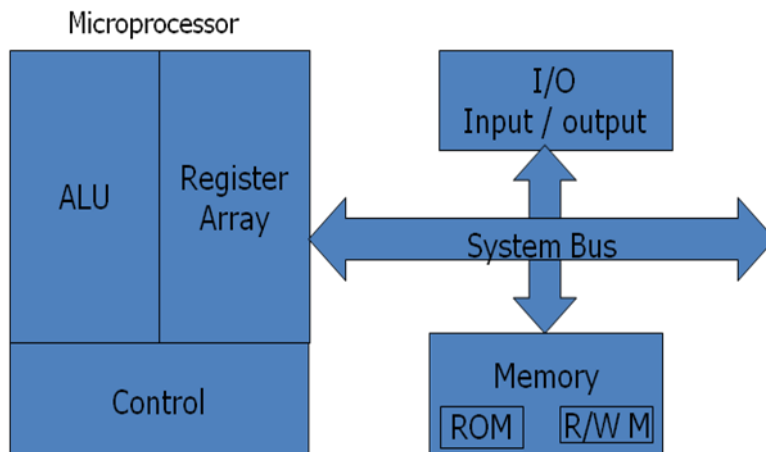 Microprocessor
ALU
Register
Array
Control
I/O
Input / output
System Bus
Memory
ROM
R/W M